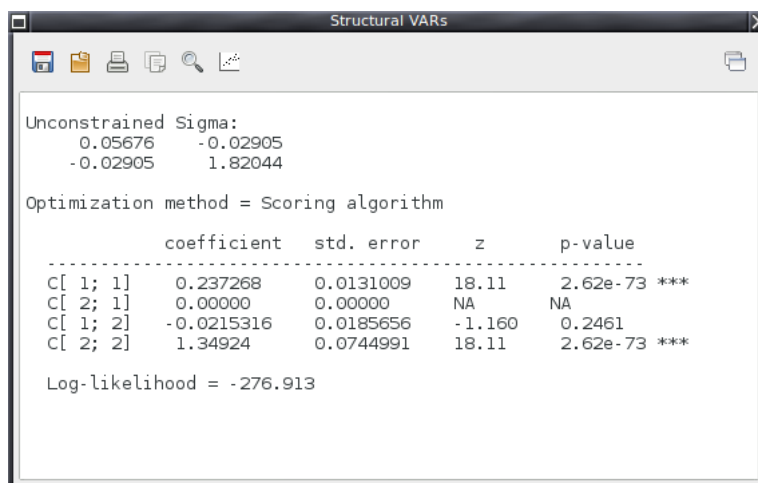 Structural VARs
Unconstrained Sigma:
0.05676 -0.02905
-0.02905 1.82044
Optimization method = Scoring algorithm
coefficient std. error z p-value
C[ 1; 1] 0.237268 0.0131009 18.11 2.62e-73 ***
C[ 2; 1] 0.00000 0.00000 NA NA
C[ 1; 2] -0.0215316 0.0185656 -1.160 0.2461
C[ 2; 2] 1.34924 0.0744991 18.11 2.62e-73 ***
Log-likelihood = -276.913